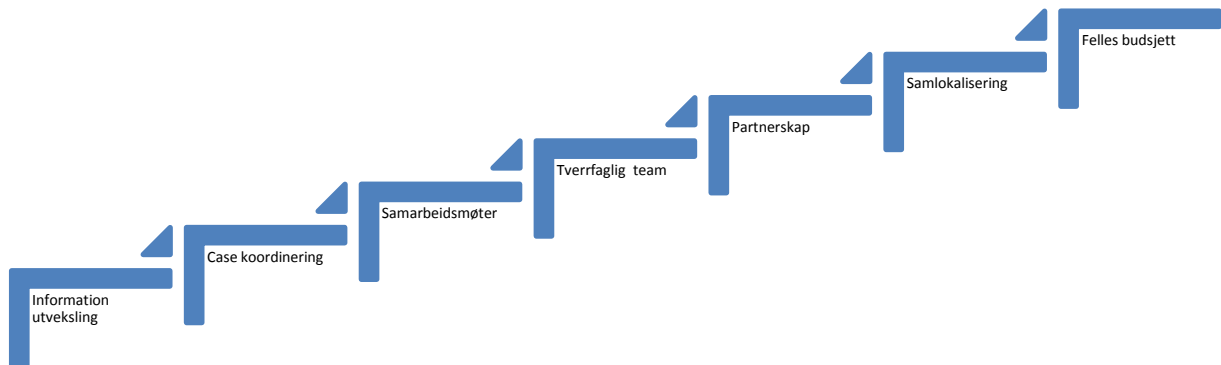 Felles budsjett
Samlokalisering
Partnerskap
Tverrfaglig  team
Samarbeidsmøter
Case koordinering
Information
utveksling